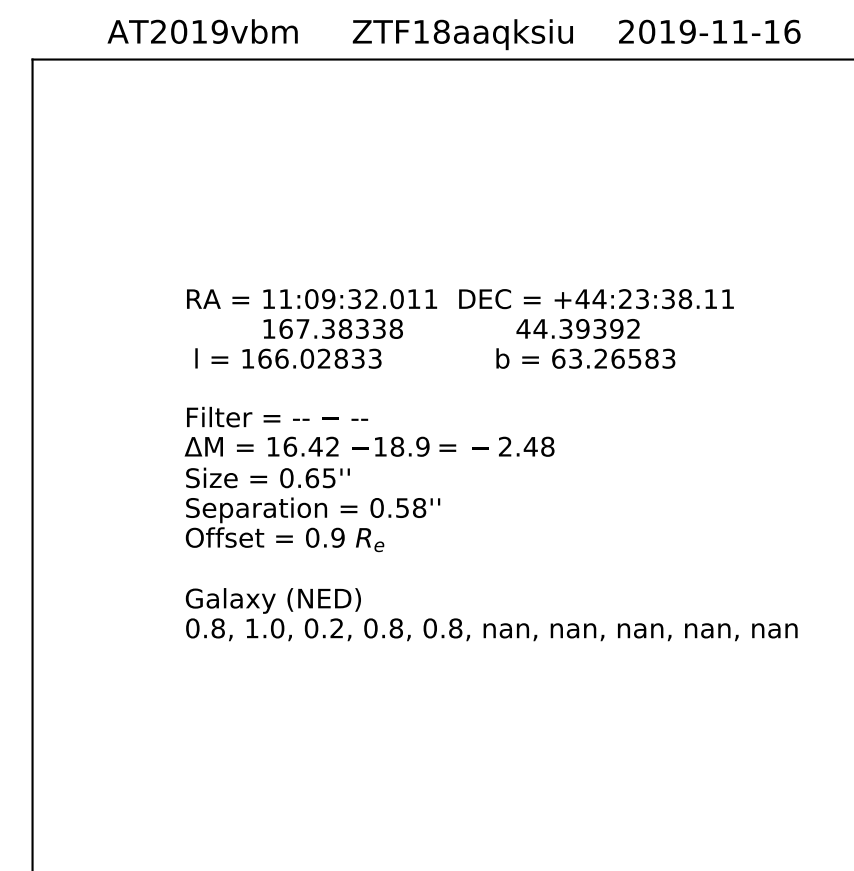 AT2019vbm ZTF18aaqksiu 2019-11-16
RA = 11:09:32.011 DEC = +44:23:38.11
167.38338 44.39392
l = 166.02833 b = 63.26583
Filter = -- − --
ΔM = 16.42 −18.9 = −2.48
Size = 0.65''
Separation = 0.58''
Offset = 0.9 Re
Galaxy (NED)
0.8, 1.0, 0.2, 0.8, 0.8, nan, nan, nan, nan, nan